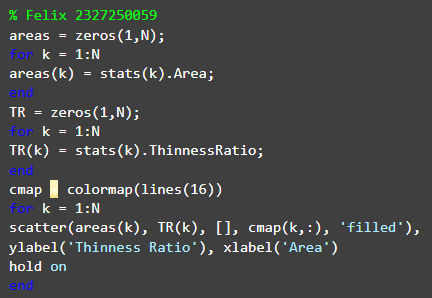 % Felix 2327250059
areas = zeros(1,N);
for k = 1:N
areas(k) = stats(k).Area;
end
TR = zeros(1,N);
for k = 1:N
TR(k) = stats(k).ThinnessRatio;
end
cmap = colormap(lines(16))
for k = 1:N
scatter(areas(k), TR(k), [], cmap(k,:), 'filled'),
ylabel('Thinness Ratio'), xlabel('Area')
hold on
end